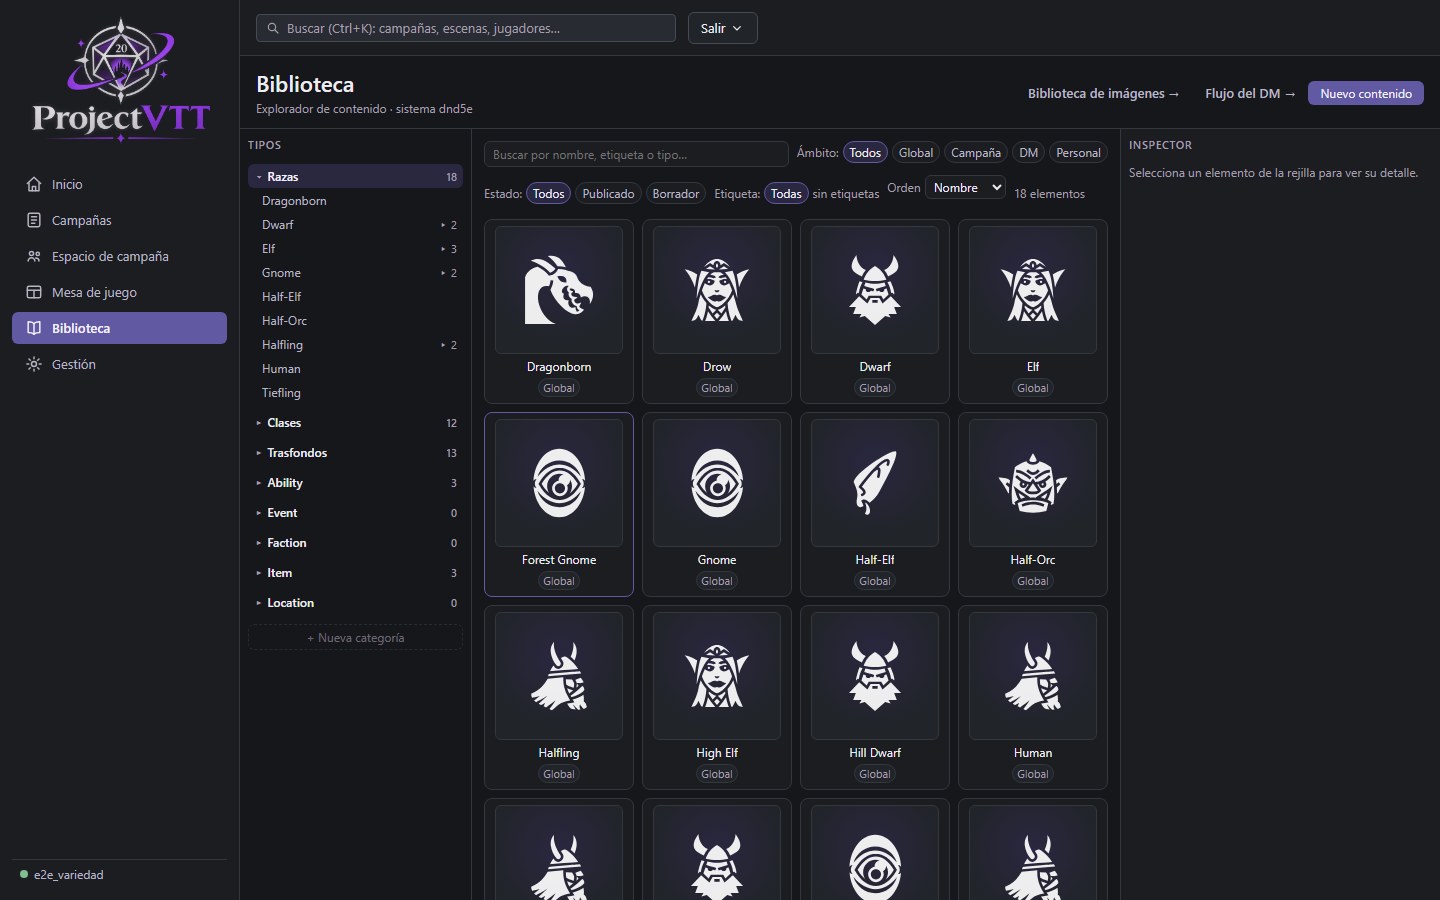 20
ProjectVTT
Inicio
Campañas
Espacio de campaña
Mesa de juego
Biblioteca
Gestión
e2e_variedad
Buscar (Ctrl+K): campañas, escenas, jugadores...
Salir
Biblioteca
Explorador de contenido · sistema dnd5e
Biblioteca de imágenes →
Flujo del DM →
Nuevo contenido
TIPOS
Razas 18
Dragonborn
Dwarf 2
Elf 3
Gnome 2
Half-Elf
Half-Orc
Halfling 2
Human
Tiefling
Clases 12
Trasfondos 13
Ability 3
Event 0
Faction 0
Item 3
Location 0
+ Nueva categoría
Buscar por nombre, etiqueta o tipo...
Ámbito: Todos Global Campaña DM Personal
Estado: Todos Publicado Borrador Etiqueta: Todas sin etiquetas Orden Nombre 18 elementos
Dragonborn
Global
Drow
Global
Dwarf
Global
Elf
Global
Forest Gnome
Global
Gnome
Global
Half-Elf
Global
Half-Orc
Global
Halfling
Global
High Elf
Global
Hill Dwarf
Global
Human
Global
INSPECTOR
Selecciona un elemento de la rejilla para ver su detalle.